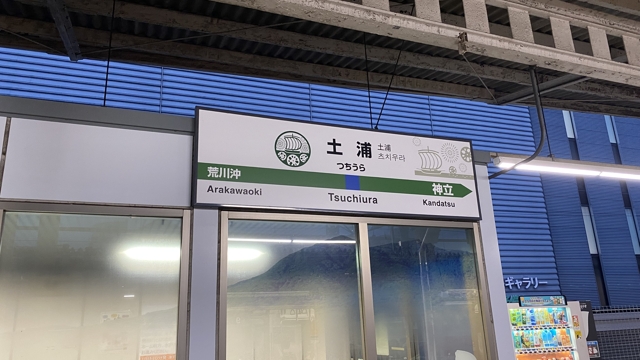 土浦
土浦
츠치우라
つちうら
荒川沖
神立
Arakawaoki
Tsuchiura
Kandatsu
ギャラリー